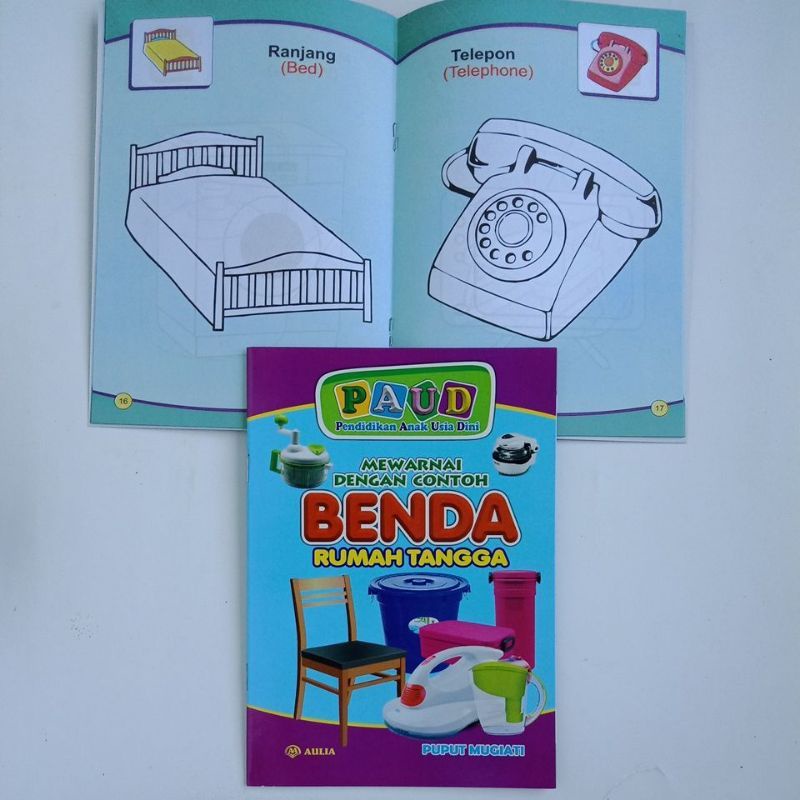 Ranjang
(Bed)
Telepon
(Telephone)
16
17
PAUD
Pendidikan Anak Usia Dini
MEWARNAI
DENGAN CONTOH
BENDA
RUMAH TANGGA
AULIA
PUPUT MUGIATI